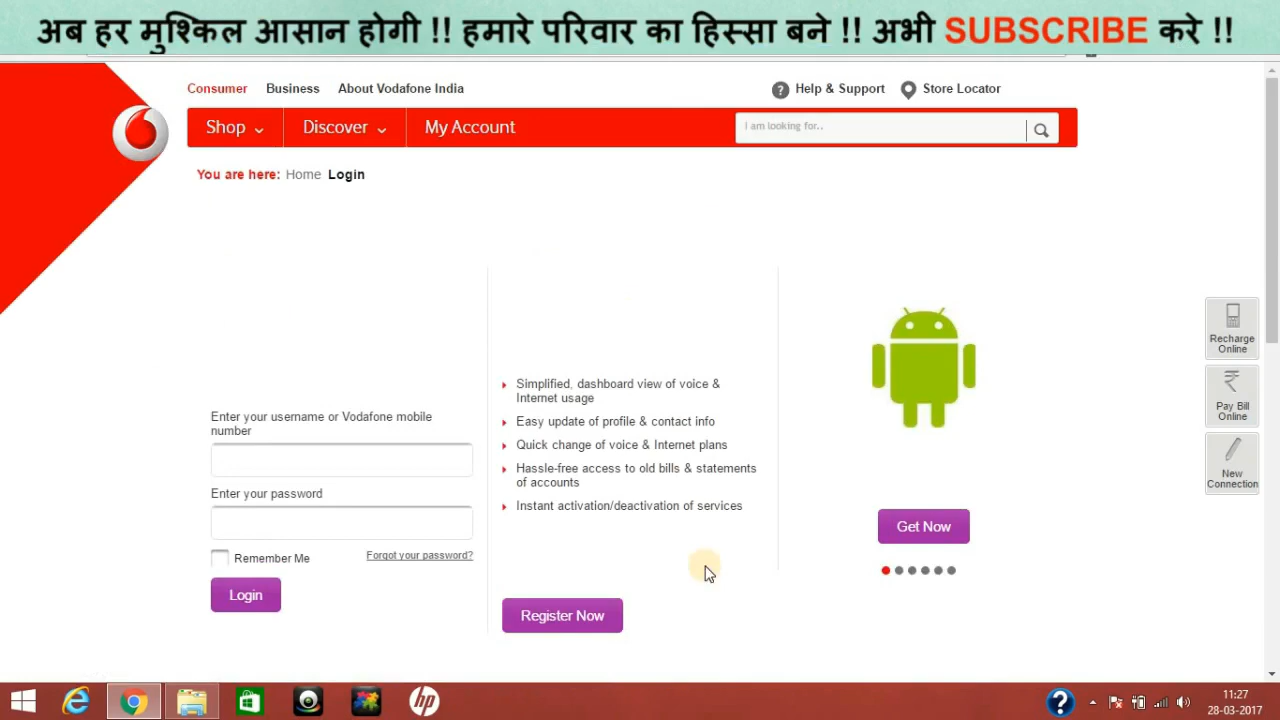 अब हर मुश्किल आसान होगी !! हमारे परिवार का हिस्सा बने !! अभी SUBSCRIBE करे !!
Consumer Business About Vodafone India Help & Support Store Locator
Shop Discover My Account I am looking for..
You are here: Home Login
Enter your username or Vodafone mobile
number
Enter your password
Remember Me Forgot your password?
Login
Simplified, dashboard view of voice &
Internet usage
Easy update of profile & contact info
Quick change of voice & Internet plans
Hassle-free access to old bills & statements
of accounts
Instant activation/deactivation of services
Register Now
Get Now
Recharge
Online
Pay Bill
Online
New
Connection
hp
11:27
28-03-2017